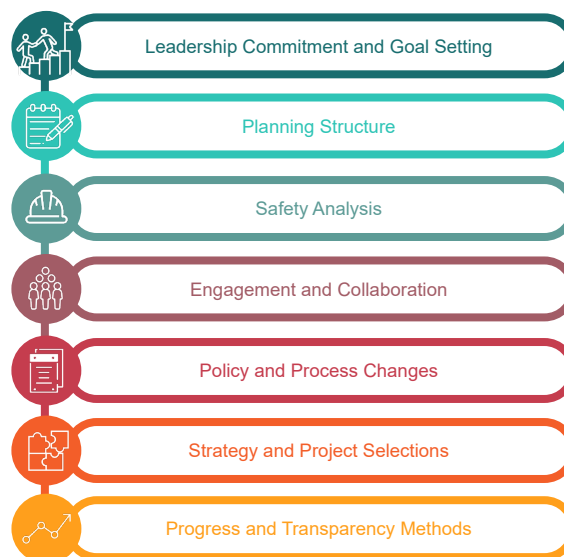 Leadership Commitment and Goal Setting
Planning Structure
Safety Analysis
Engagement and Collaboration
Policy and Process Changes
Strategy and Project Selections
Progress and Transparency Methods